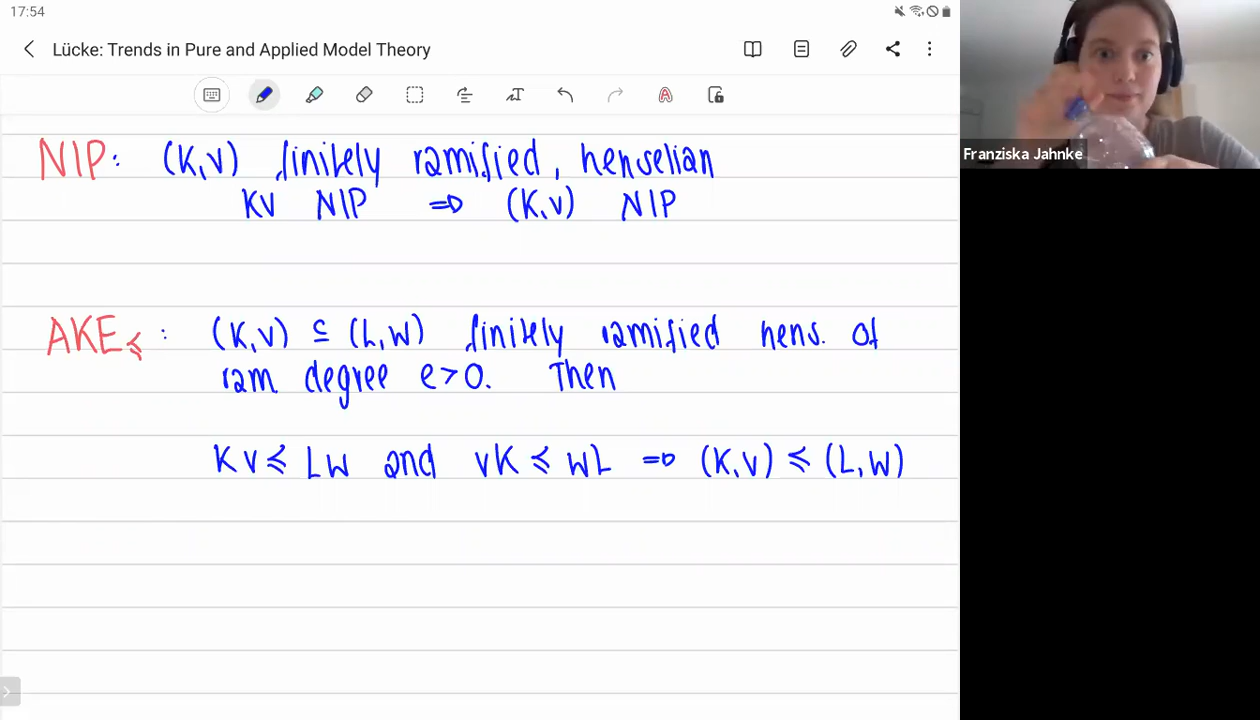 17:54
Lücke: Trends in Pure and Applied Model Theory
NIP: (K,v) finitely ramified, henselian
Kv NIP ⇒ (K,v) NIP
AKE≼ : (K,v) ⊆ (L,w) finitely ramified hens. of
ram degree e>0. Then
Kv ≼ Lw and vK ≼ wL ⇒ (K,v) ≼ (L,w)
Franziska Jahnke